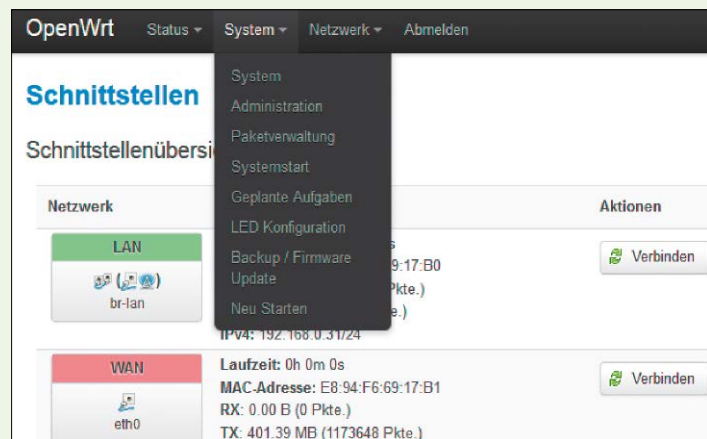 OpenWrt Status System Netzwerk Abmelden
System
Administration
Paketverwaltung
Systemstart
Geplante Aufgaben
LED Konfiguration
Backup / Firmware
Update
Neu Starten
Schnittstellen
Netzwerk Aktionen
LAN
br-lan
9:17:B0
Pkte.)
e.)
IPv4: 192.168.0.31/24
Verbinden
WAN
eth0
Laufzeit: 0h 0m 0s
MAC-Adresse: E8:94:F6:69:17:B1
RX: 0.00 B (0 Pkte.)
TX: 401.39 MB (1173648 Pkte.)
Verbinden